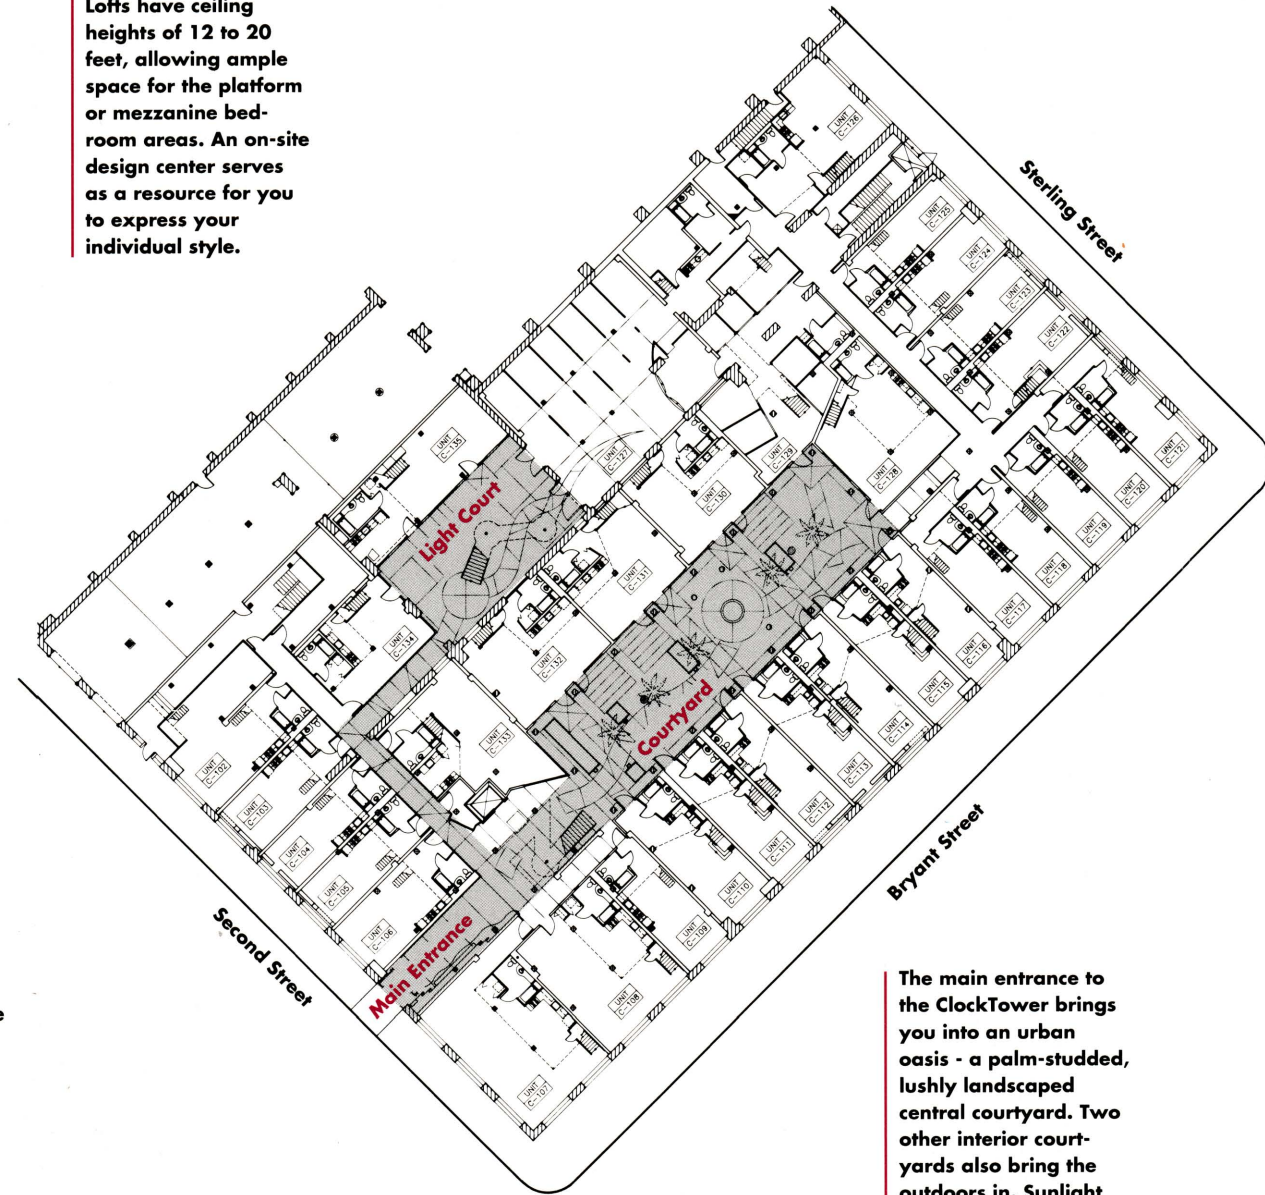 Lofts have ceiling
heights of 12 to 20
feet, allowing ample
space for the platform
or mezzanine bed-
room areas. An on-site
design center serves
as a resource for you
to express your
individual style.
Sterling Street
UNIT
C-126
UNIT
C-125
UNIT
C-124
UNIT
C-123
UNIT
C-122
UNIT
C-121
UNIT
C-120
UNIT
C-119
UNIT
C-118
UNIT
C-117
UNIT
C-116
UNIT
C-115
UNIT
C-114
UNIT
C-113
UNIT
C-112
UNIT
C-111
UNIT
C-110
UNIT
C-109
UNIT
C-108
UNIT
C-107
UNIT
C-135
UNIT
C-127
UNIT
C-129
UNIT
C-128
UNIT
C-130
Light Court
UNIT
C-131
UNIT
C-134
UNIT
C-132
UNIT
C-133
Courtyard
UNIT
C-102
UNIT
C-103
UNIT
C-104
UNIT
C-105
UNIT
C-106
Main Entrance
Second Street
Bryant Street
e
The main entrance to
the ClockTower brings
you into an urban
oasis - a palm-studded,
lushly landscaped
central courtyard. Two
other interior court-
yards also bring the
outdoors in. Sunlight